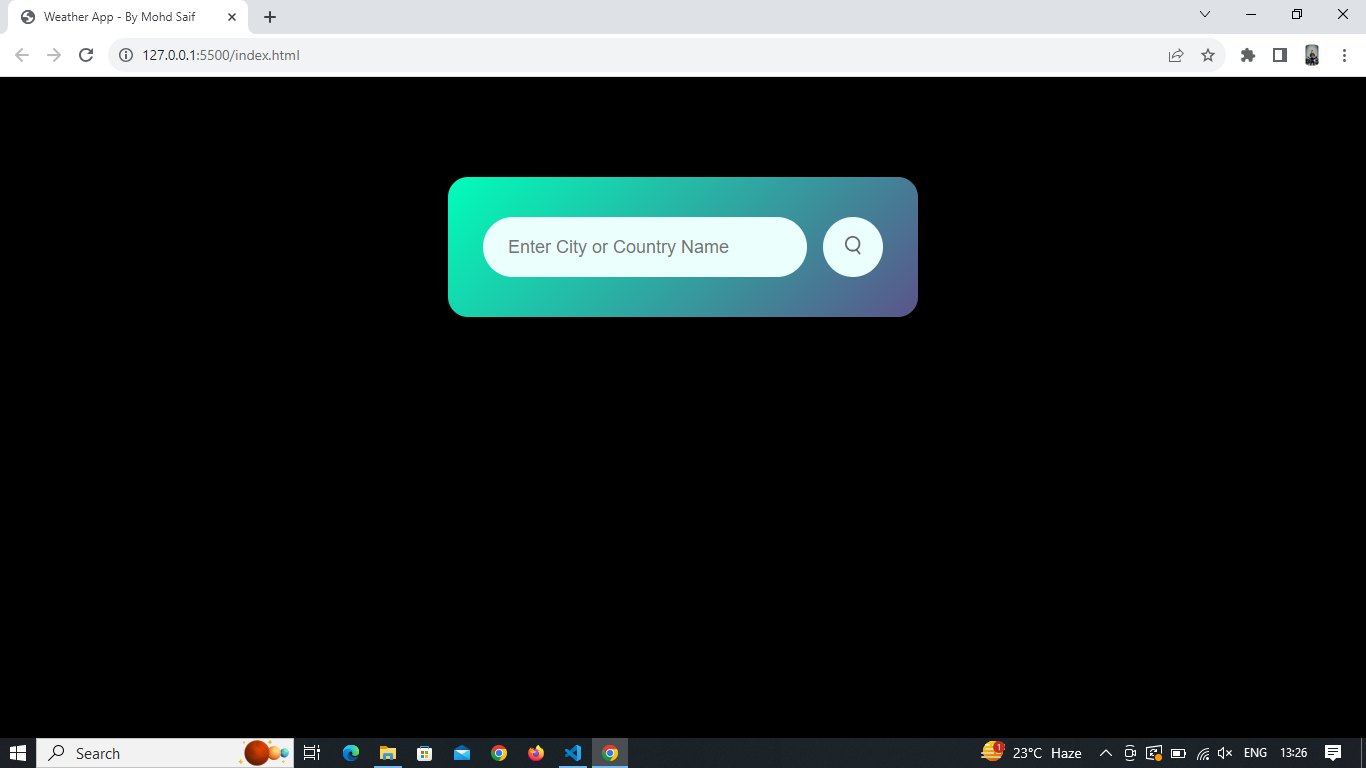 Weather App - By Mohd Saif
127.0.0.1:5500/index.html
Enter City or Country Name
Search
1
23°C Haze
ENG
13:26